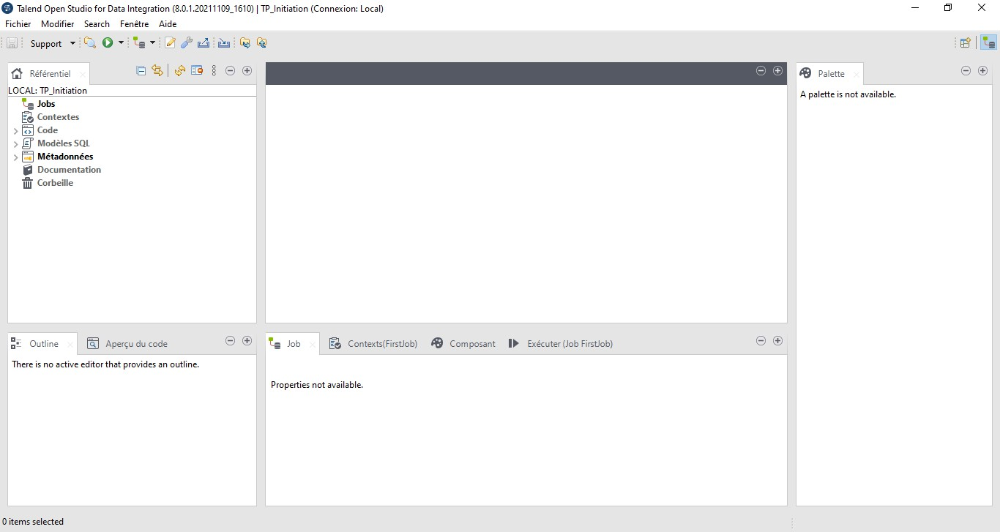 Talend Open Studio for Data Integration (8.0.1.20211109_1610) | TP_Initiation (Connexion: Local)
Fichier Modifier Search Fenêtre Aide
Support
Référentiel
LOCAL: TP_Initiation
Jobs
Contextes
Code
Modèles SQL
Métadonnées
Documentation
Corbeille
Palette
A palette is not available.
Outline Aperçu du code
There is no active editor that provides an outline.
Job Contexts(FirstJob) Composant Exécuter (Job FirstJob)
Properties not available.
0 items selected